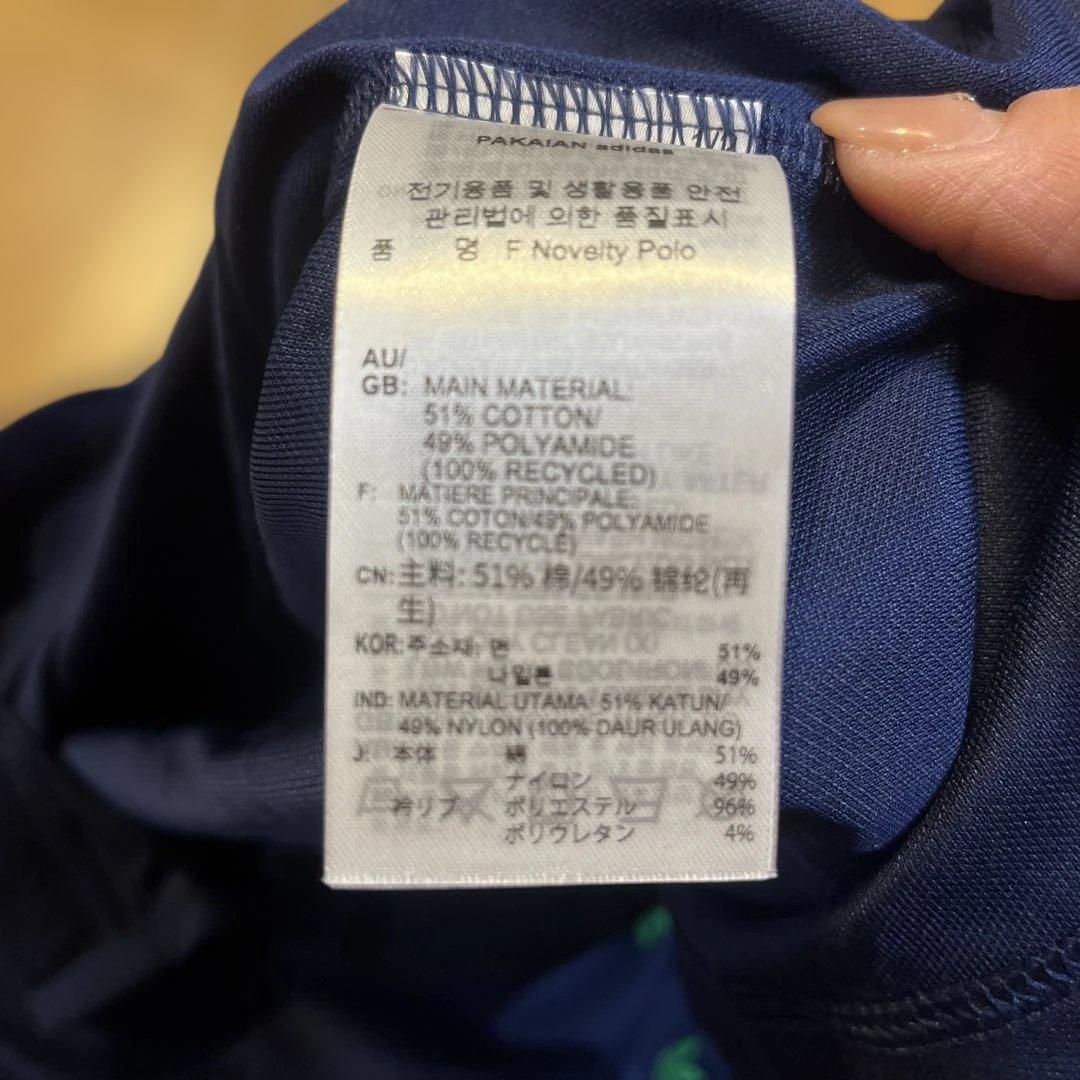 PAKAIAN adidas
전기용품 및 생활용품 안전
관리법에 의한 품질표시
품 명 F Novelty Polo
AU/
GB: MAIN MATERIAL:
51% COTTON/
49% POLYAMIDE
(100% RECYCLED)
F: MATIERE PRINCIPALE:
51% COTON/49% POLYAMIDE
(100% RECYCLE)
CN: 主料: 51% 棉/49% 锦纶(再
生)
KOR: 주소재: 면 51%
나일론 49%
IND: MATERIAL UTAMA: 51% KATUN/
49% NYLON (100% DAUR ULANG)
J: 本体 綿 51%
ナイロン 49%
衿リブ ポリエステル 96%
ポリウレタン 4%